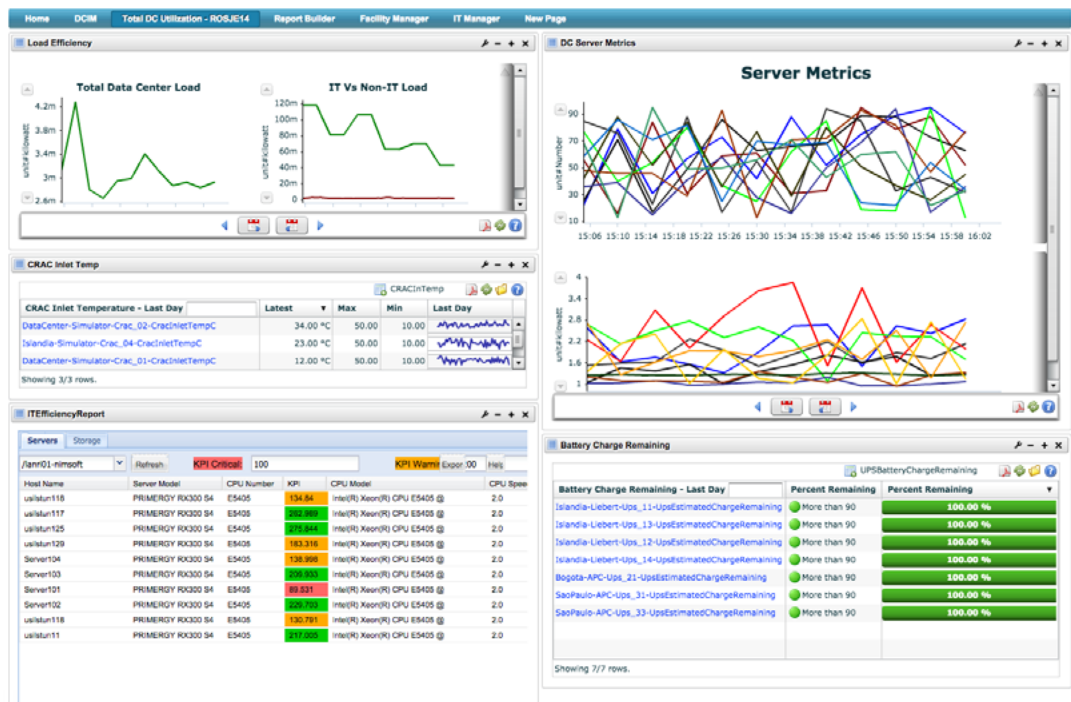 Home DCIM Total DC Utilization - ROSJE14 Report Builder Facility Manager IT Manager New Page
Load Efficiency
Total Data Center Load
unit#kilowatt
4.2m
3.8m
3.4m
3m
2.6m
IT Vs Non-IT Load
unit#kilowatt
120m
100m
80m
60m
40m
20m
0
CRAC Inlet Temp
CRACInTemp
CRAC Inlet Temperature - Last Day Latest Max Min Last Day
DataCenter-Simulator-Crac_02-CracInletTempC 34.00 °C 50.00 10.00
Islandia-Simulator-Crac_04-CracInletTempC 23.00 °C 50.00 10.00
DataCenter-Simulator-Crac_01-CracInletTempC 12.00 °C 50.00 10.00
Showing 3/3 rows.
ITEfficiencyReport
Servers Storage
/lanri01-nimsoft Refresh KPI Critical: 100 KPI Warnin Expor :00 Help
Host Name Server Model CPU Number KPI CPU Model CPU Speed
usilstun116 PRIMERGY RX300 S4 E5405 134.84 Intel(R) Xeon(R) CPU E5405 @ 2.0
usilstun117 PRIMERGY RX300 S4 E5405 262.989 Intel(R) Xeon(R) CPU E5405 @ 2.0
usilstun125 PRIMERGY RX300 S4 E5405 275.844 Intel(R) Xeon(R) CPU E5405 @ 2.0
usilstun129 PRIMERGY RX300 S4 E5405 183.316 Intel(R) Xeon(R) CPU E5405 @ 2.0
Server104 PRIMERGY RX300 S4 E5405 138.998 Intel(R) Xeon(R) CPU E5405 @ 2.0
Server103 PRIMERGY RX300 S4 E5405 209.933 Intel(R) Xeon(R) CPU E5405 @ 2.0
Server101 PRIMERGY RX300 S4 E5405 89.531 Intel(R) Xeon(R) CPU E5405 @ 2.0
Server102 PRIMERGY RX300 S4 E5405 229.703 Intel(R) Xeon(R) CPU E5405 @ 2.0
usilstun118 PRIMERGY RX300 S4 E5405 130.791 Intel(R) Xeon(R) CPU E5405 @ 2.0
usilstun11 PRIMERGY RX300 S4 E5405 217.005 Intel(R) Xeon(R) CPU E5405 @ 2.0
DC Server Metrics
Server Metrics
unit#Number
90
70
50
30
10
15:06 15:10 15:14 15:18 15:22 15:26 15:30 15:34 15:38 15:42 15:46 15:50 15:54 15:58 16:02
unit#kilowatt
4
3.4
2.8
2.2
1.6
1
Battery Charge Remaining
UPSBatteryChargeRemaining
Battery Charge Remaining - Last Day Percent Remaining Percent Remaining
Islandia-Liebert-Ups_11-UpsEstimatedChargeRemaining More than 90 100.00 %
Islandia-Liebert-Ups_13-UpsEstimatedChargeRemaining More than 90 100.00 %
Islandia-Liebert-Ups_12-UpsEstimatedChargeRemaining More than 90 100.00 %
Islandia-Liebert-Ups_14-UpsEstimatedChargeRemaining More than 90 100.00 %
Bogota-APC-Ups_21-UpsEstimatedChargeRemaining More than 90 100.00 %
SaoPaulo-APC-Ups_31-UpsEstimatedChargeRemaining More than 90 100.00 %
SaoPaulo-APC-Ups_33-UpsEstimatedChargeRemaining More than 90 100.00 %
Showing 7/7 rows.